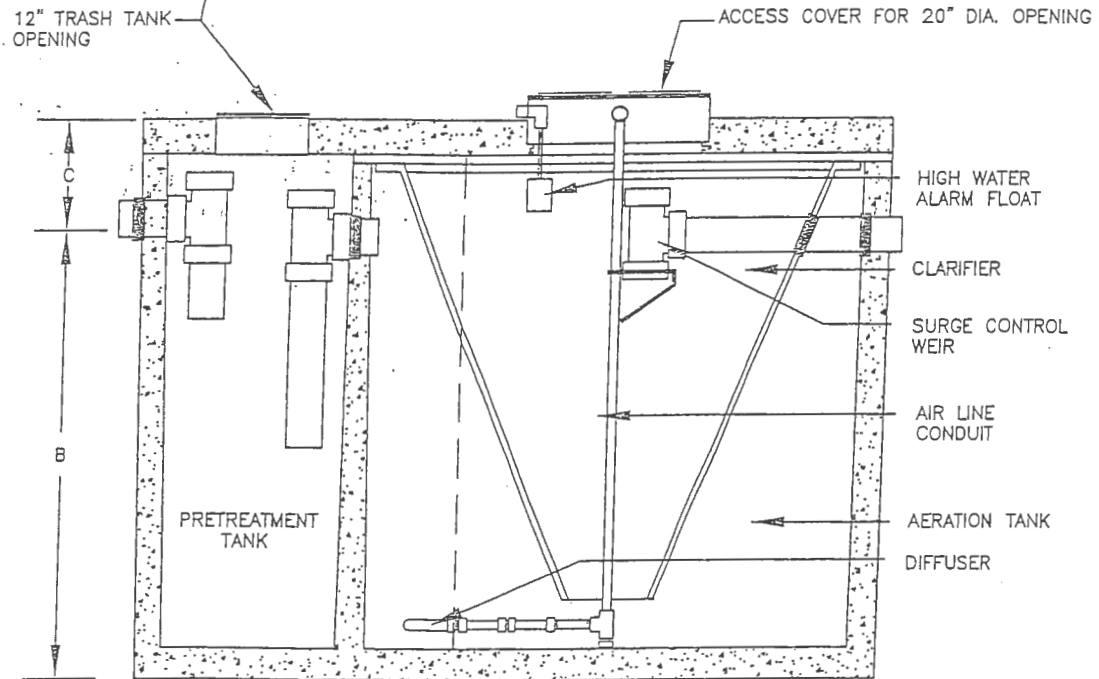 12" TRASH TANK
OPENING
ACCESS COVER FOR 20" DIA. OPENING
C
HIGH WATER
ALARM FLOAT
CLARIFIER
SURGE CONTROL
WEIR
AIR LINE
CONDUIT
B
PRETREATMENT
TANK
AERATION TANK
DIFFUSER